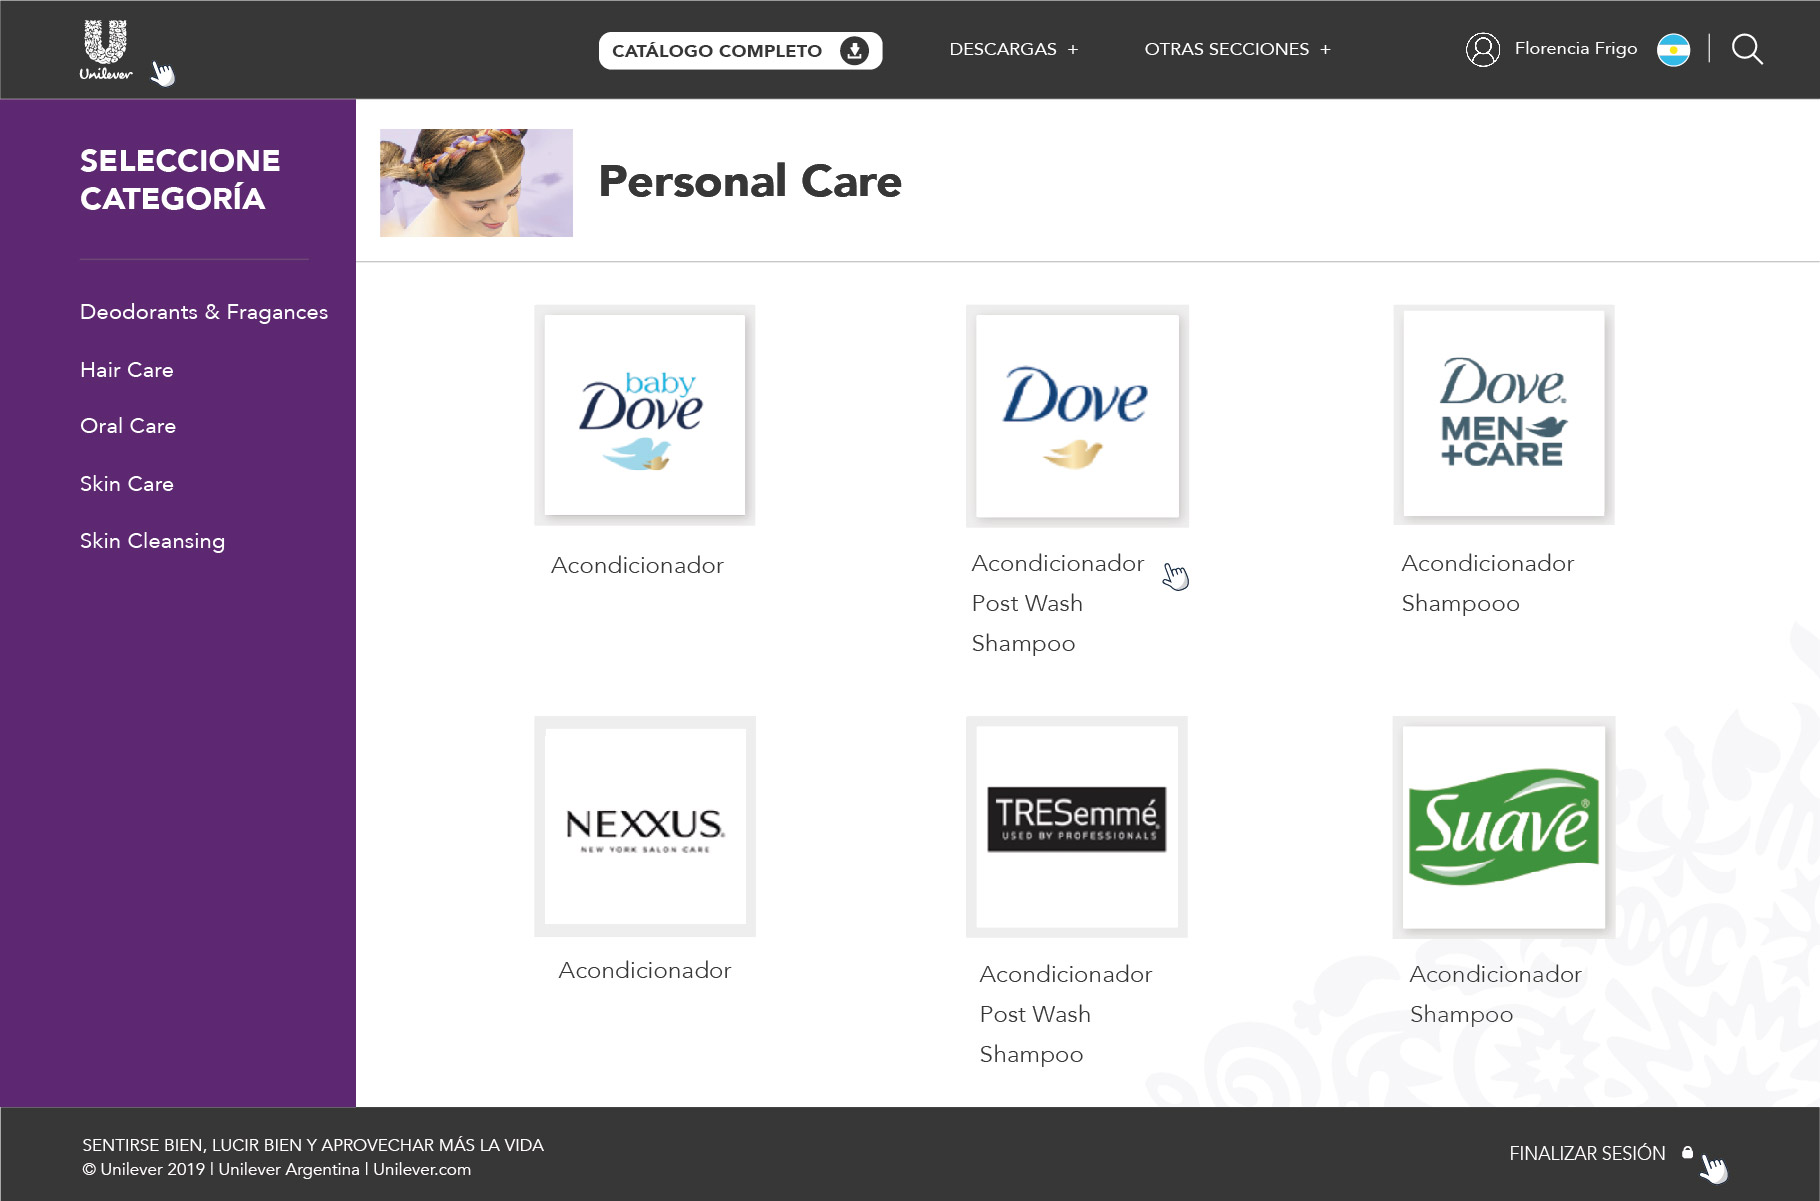 Unilever
CATÁLOGO COMPLETO
DESCARGAS +
OTRAS SECCIONES +
Florencia Frigo
SELECCIONE
CATEGORÍA
Deodorants & Fragances
Hair Care
Oral Care
Skin Care
Skin Cleansing
Personal Care
baby
Dove
Acondicionador
Dove
Acondicionador
Post Wash
Shampoo
Dove®
MEN
+CARE
Acondicionador
Shampooo
NEXXUS®
NEW YORK SALON CARE
Acondicionador
TRESemmé®
USED BY PROFESSIONALS
Acondicionador
Post Wash
Shampoo
Suave®
Acondicionador
Shampoo
SENTIRSE BIEN, LUCIR BIEN Y APROVECHAR MÁS LA VIDA
© Unilever 2019 | Unilever Argentina | Unilever.com
FINALIZAR SESIÓN